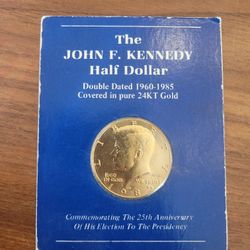 The
JOHN F. KENNEDY
Half Dollar
Double Dated 1960-1985
Covered in pure 24KT Gold
LIBERTY
Commemorating The 25th Anniversary
Of His Election To The Presidency